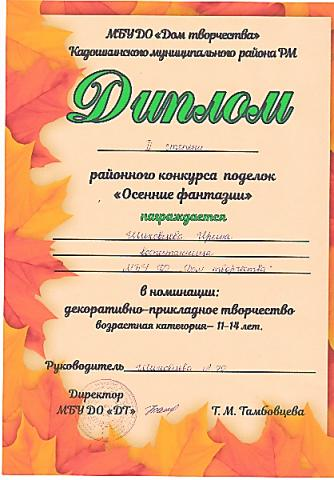 МБУ ДО «Дом творчества»
Кадошкинского муниципального района РМ
Диплом
II степени
районного конкурса поделок
«Осенние фантазии»
награждается
Ирина
воспитанница
МБУ ДО "Дом творчества"
в номинации:
декоративно-прикладное творчество
возрастная категория– 11-14 лет.
Руководитель
Директор
МБУ ДО «ДТ» Г. М. Тамбовцева